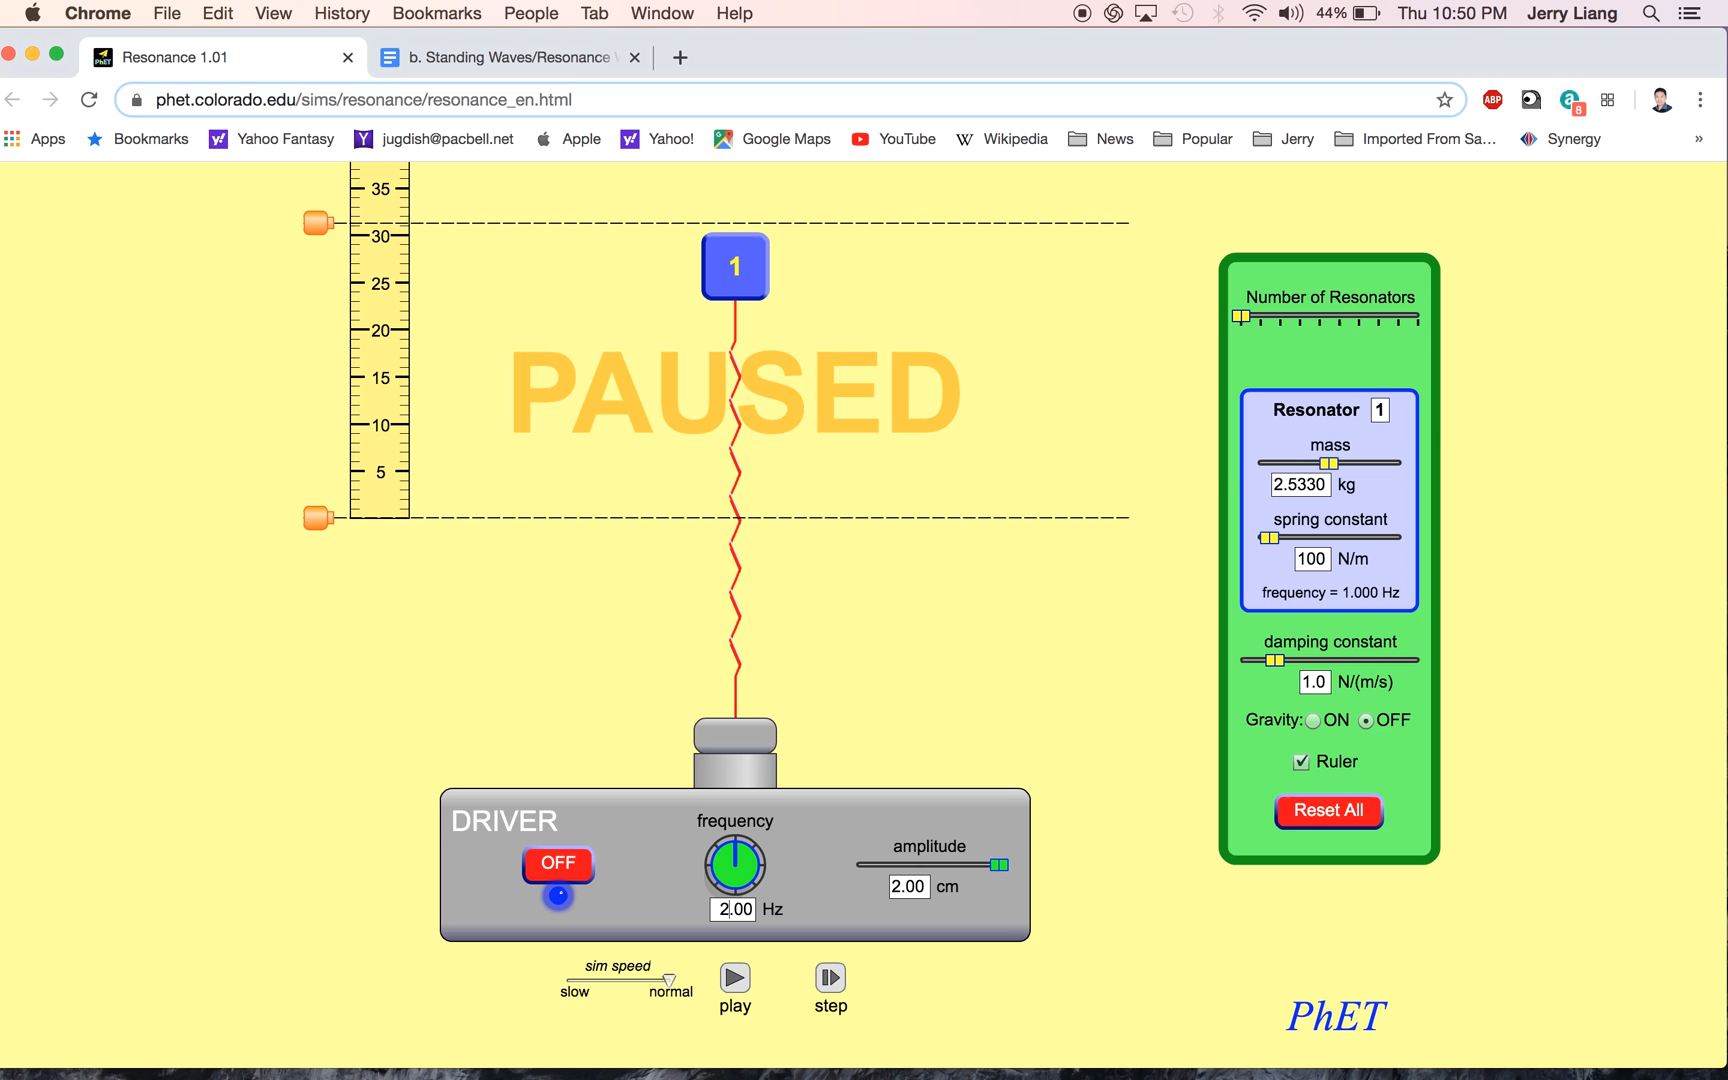 Chrome File Edit View History Bookmarks People Tab Window Help 44% Thu 10:50 PM Jerry Liang
PhET Resonance 1.01 b. Standing Waves/Resonance
phet.colorado.edu/sims/resonance/resonance_en.html ABP a 8
Apps Bookmarks y! Yahoo Fantasy Y jugdish@pacbell.net Apple y! Yahoo! Google Maps YouTube W Wikipedia News Popular Jerry Imported From Sa... Synergy »
35
30
25
20
15
10
5
1
PAUSED
Number of Resonators
Resonator 1
mass
2.5330 kg
spring constant
100 N/m
frequency = 1.000 Hz
damping constant
1.0 N/(m/s)
Gravity: ON OFF
Ruler
Reset All
DRIVER
OFF
frequency
2.00 Hz
amplitude
2.00 cm
sim speed
slow normal
play
step
PhET